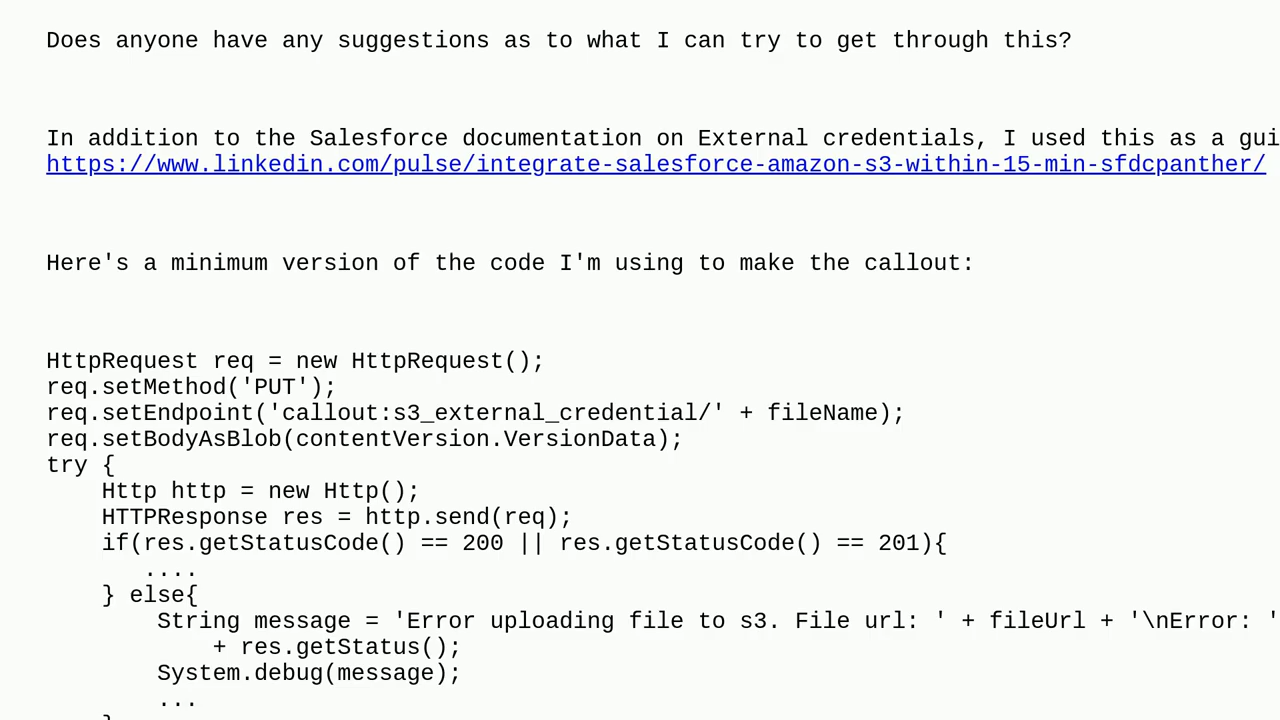 Does anyone have any suggestions as to what I can try to get through this?
In addition to the Salesforce documentation on External credentials, I used this as a gui
https://www.linkedin.com/pulse/integrate-salesforce-amazon-s3-within-15-min-sfdcpanther/
Here's a minimum version of the code I'm using to make the callout:
HttpRequest req = new HttpRequest();
req.setMethod('PUT');
req.setEndpoint('callout:s3_external_credential/' + fileName);
req.setBodyAsBlob(contentVersion.VersionData);
try {
    Http http = new Http();
    HTTPResponse res = http.send(req);
    if(res.getStatusCode() == 200 || res.getStatusCode() == 201){
       ....
    } else{
        String message = 'Error uploading file to s3. File url: ' + fileUrl + '\nError: '
            + res.getStatus();
        System.debug(message);
        ...
    }